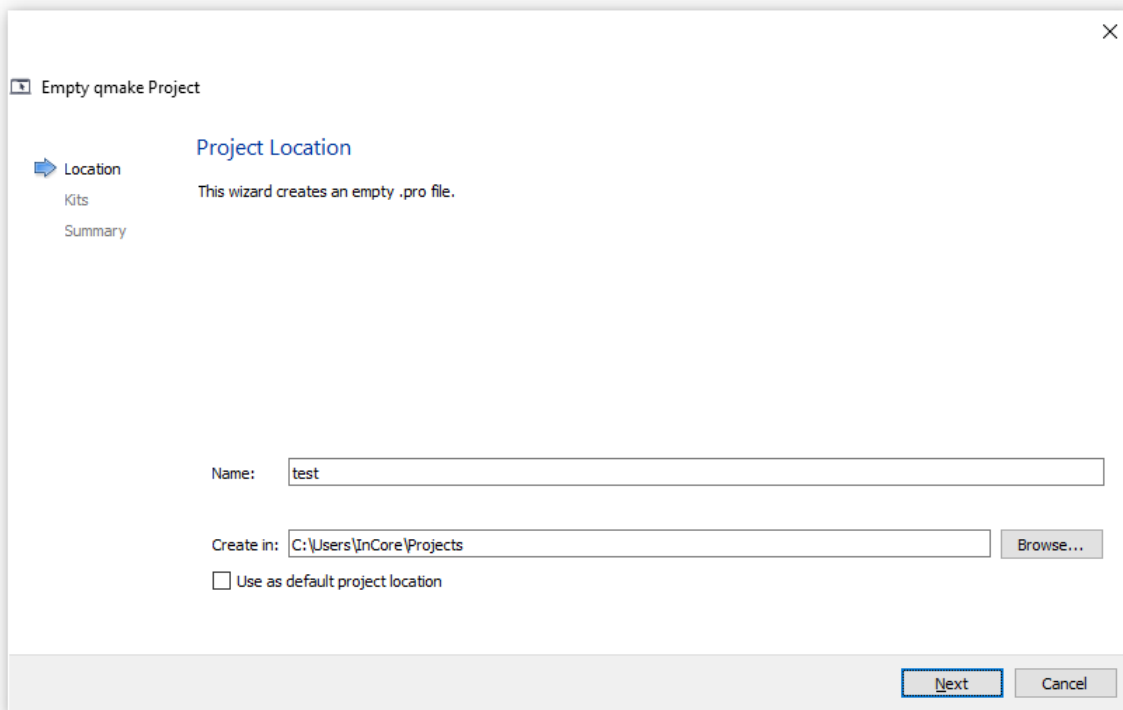 Empty qmake Project
Location
Kits
Summary
Project Location
This wizard creates an empty .pro file.
Name: test
Create in: C:\Users\InCore\Projects Browse...
Use as default project location
Next Cancel